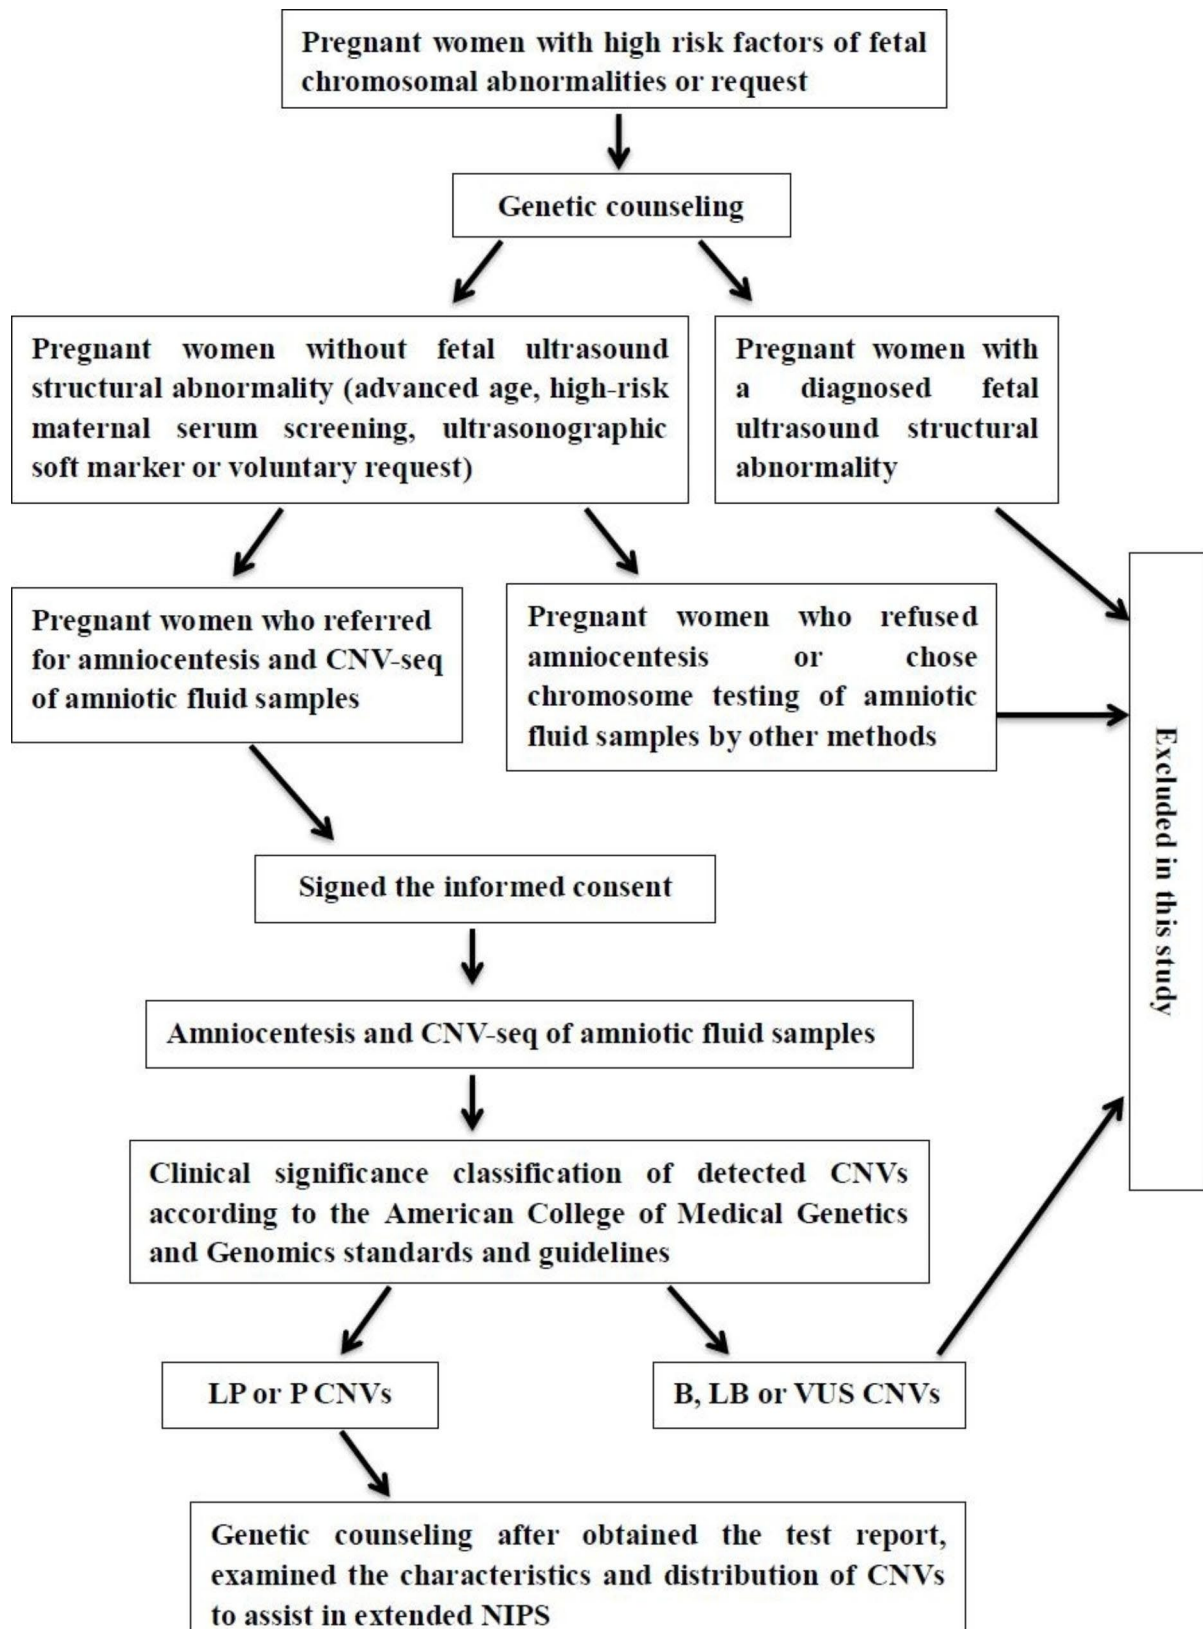 Pregnant women with high risk factors of fetal
chromosomal abnormalities or request
Genetic counseling
Pregnant women without fetal ultrasound
structural abnormality (advanced age, high-risk
maternal serum screening, ultrasonographic
soft marker or voluntary request)
Pregnant women with
a diagnosed fetal
ultrasound structural
abnormality
Pregnant women who referred
for amniocentesis and CNV-seq
of amniotic fluid samples
Pregnant women who refused
amniocentesis or chose
chromosome testing of amniotic
fluid samples by other methods
Excluded in this study
Signed the informed consent
Amniocentesis and CNV-seq of amniotic fluid samples
Clinical significance classification of detected CNVs
according to the American College of Medical Genetics
and Genomics standards and guidelines
LP or P CNVs
B, LB or VUS CNVs
Genetic counseling after obtained the test report,
examined the characteristics and distribution of CNVs
to assist in extended NIPS